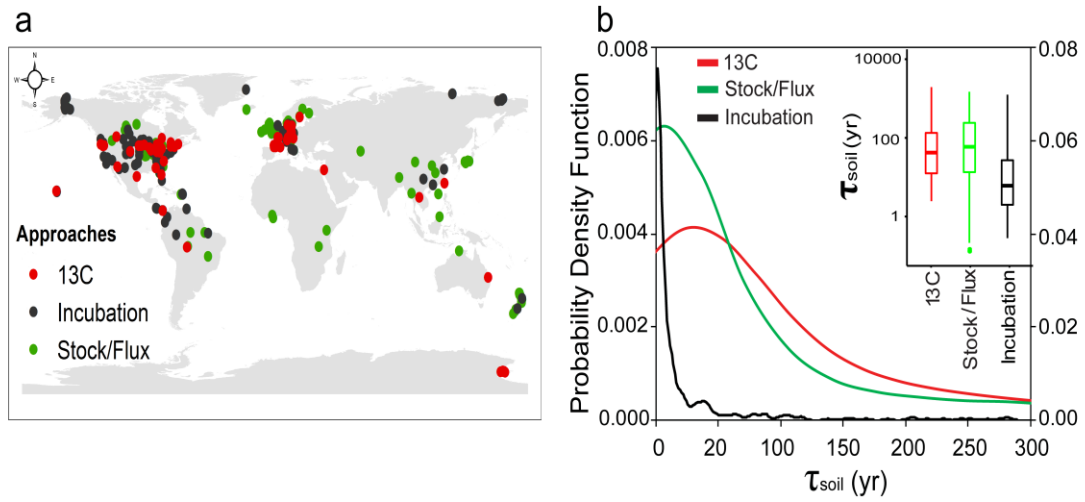 a
N
W
E
S
Approaches
13C
Incubation
Stock/Flux
b
Probability Density Function
0.008
0.006
0.004
0.002
0.000
0
20
100
150
200
300
τsoil (yr)
0.08
0.06
0.04
0.02
0.00
13C
Stock/Flux
Incubation
τsoil (yr)
10000
100
1
13C
Stock/Flux
Incubation